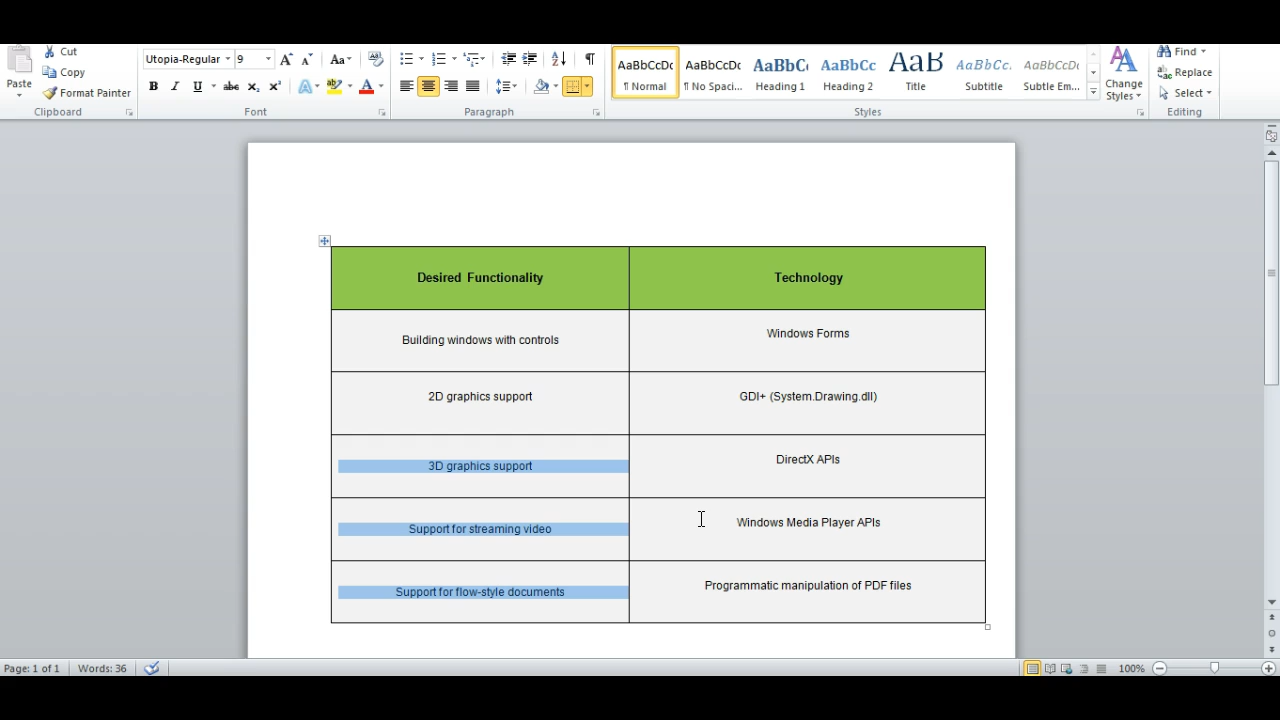 Cut
Copy
Format Painter
Paste
Clipboard
Utopia-Regular 9
Aa
B I U abc x₂ x² A A
Font
Paragraph
AaBbCcDc AaBbCcDc AaBbCc AaBbCc AaB AaBbCc. AaBbCcDc
¶ Normal ¶ No Spaci... Heading 1 Heading 2 Title Subtitle Subtle Em...
Styles
Change Styles
Find
Replace
Select
Editing
Desired Functionality Technology
Building windows with controls Windows Forms
2D graphics support GDI+ (System.Drawing.dll)
3D graphics support DirectX APIs
Support for streaming video Windows Media Player APIs
Support for flow-style documents Programmatic manipulation of PDF files
Page: 1 of 1 Words: 36 100%